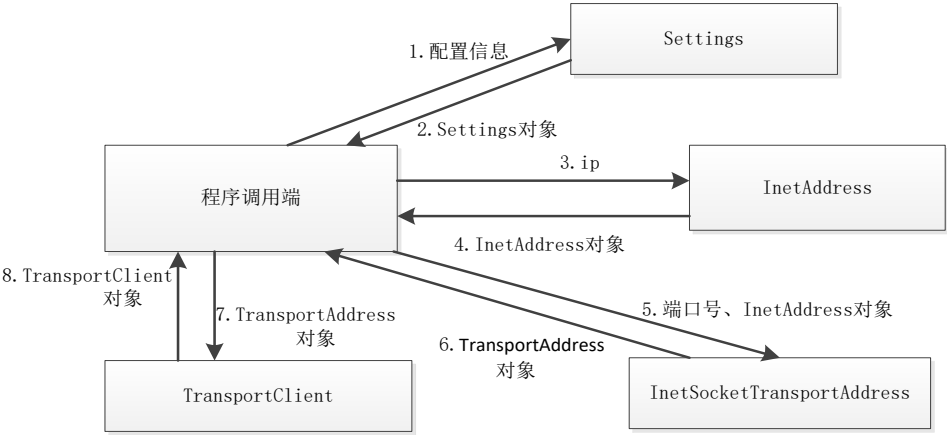 Settings
1.配置信息
2.Settings对象
3.ip
程序调用端
InetAddress
4.InetAddress对象
8.TransportClient
对象
5.端口号、InetAddress对象
7.TransportAddress
对象
6.TransportAddress
对象
TransportClient
InetSocketTransportAddress